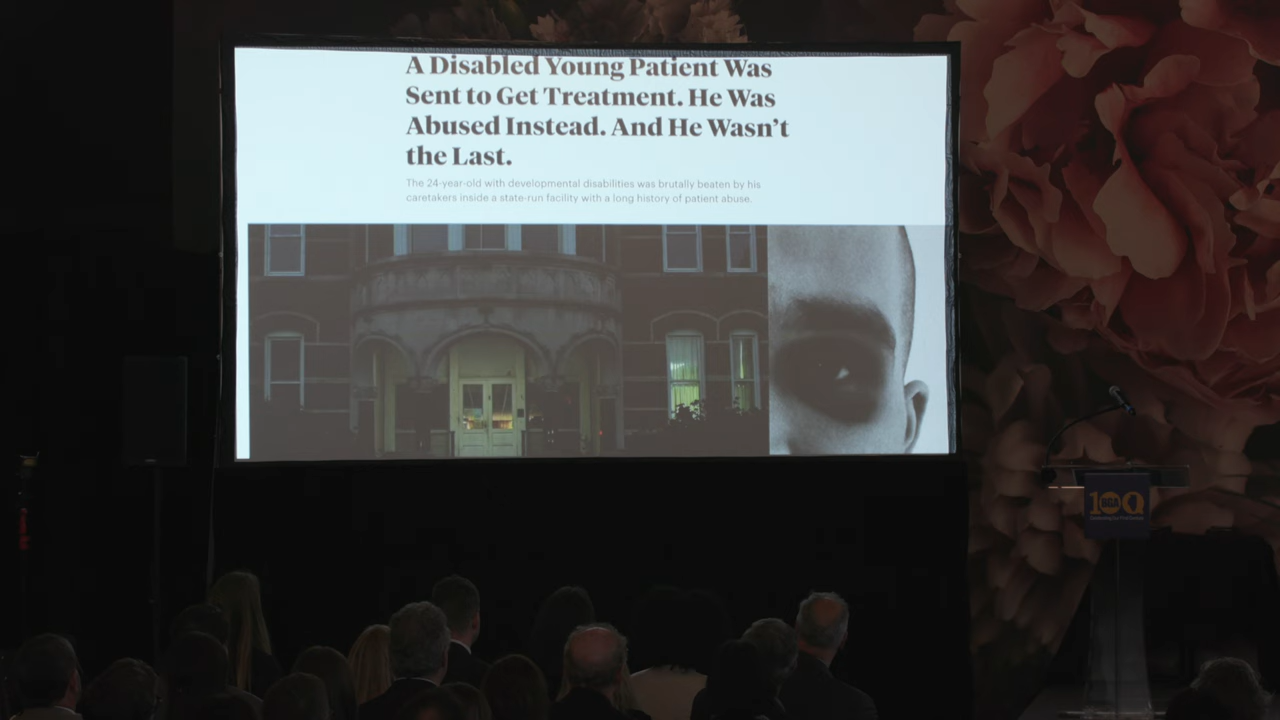 A Disabled Young Patient Was
Sent to Get Treatment. He Was
Abused Instead. And He Wasn’t
the Last.
The 24-year-old with developmental disabilities was brutally beaten by his
caretakers inside a state-run facility with a long history of patient abuse.
100
BGA